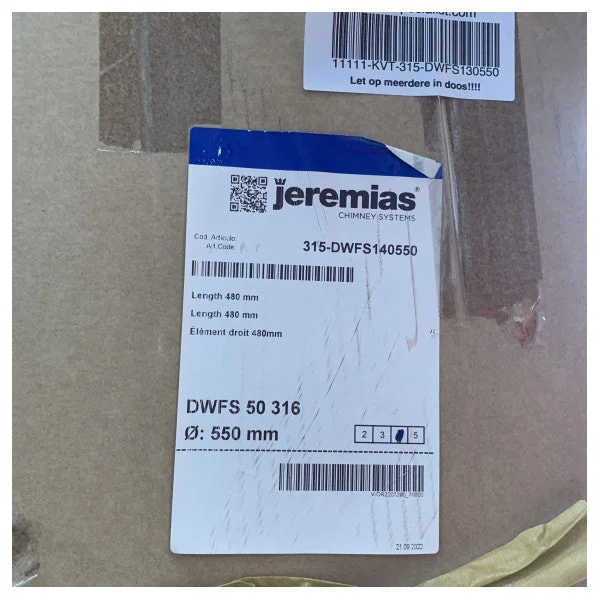 11111-KVT-315-DWFS130550
Let op meerdere in doos!!!!
jeremias®
CHIMNEY SYSTEMS
Cod. Articulo:
Art.Code:
315-DWFS140550
Length 480 mm
Length 480 mm
Élément droit 480mm
DWFS 50 316
Ø: 550 mm
2 3 5
21.09.2022